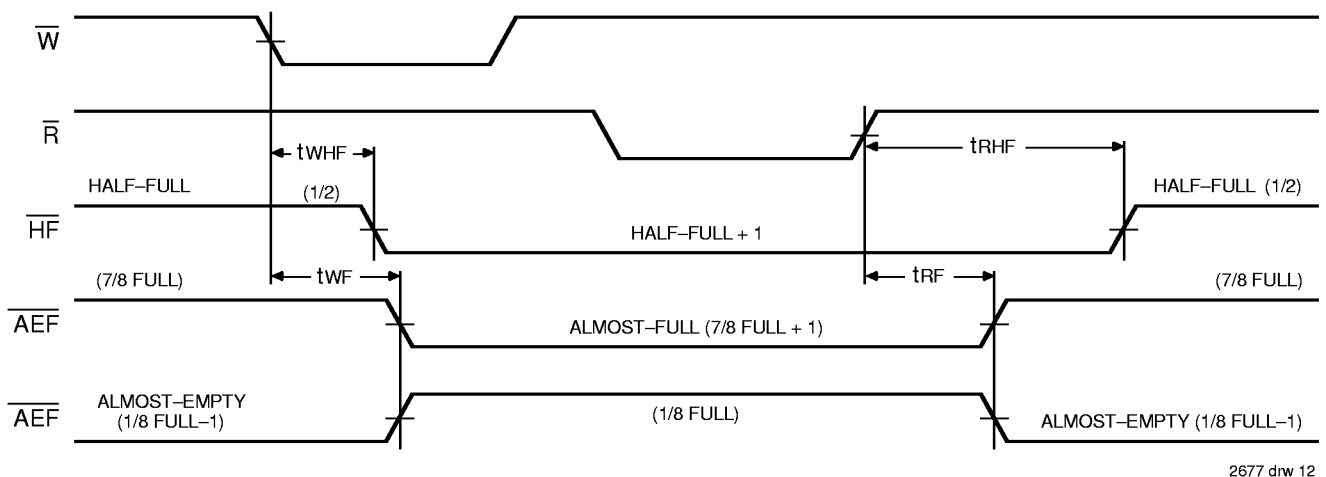 W
R
tWHF
tRHF
HALF–FULL (1/2)
HALF–FULL (1/2)
HF
HALF–FULL + 1
tWF
tRF
(7/8 FULL)
(7/8 FULL)
AEF
ALMOST–FULL (7/8 FULL + 1)
ALMOST–EMPTY
(1/8 FULL–1)
AEF
(1/8 FULL)
ALMOST–EMPTY (1/8 FULL–1)
2677 drw 12